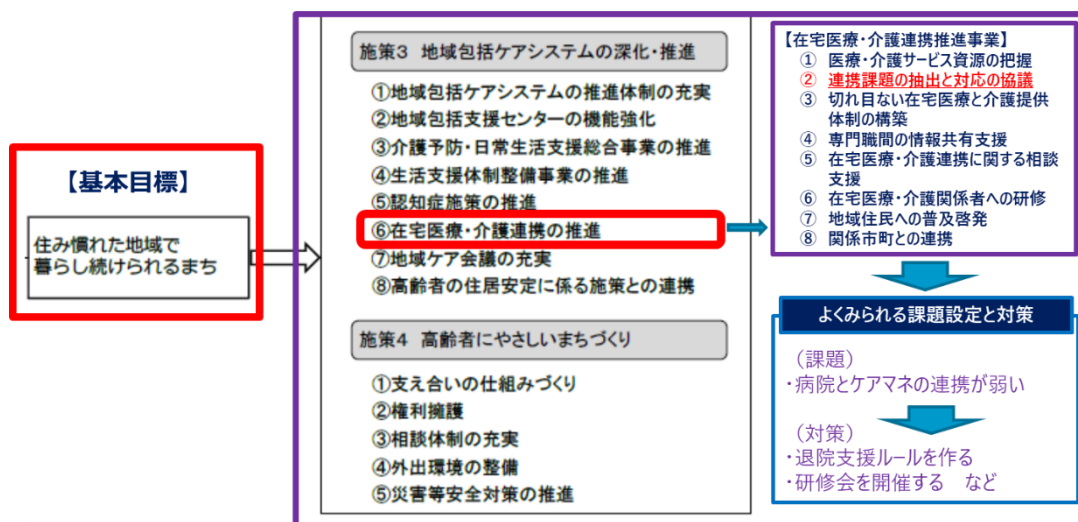 【基本目標】
住み慣れた地域で
暮らし続けられるまち
施策3 地域包括ケアシステムの深化・推進
①地域包括ケアシステムの推進体制の充実
②地域包括支援センターの機能強化
③介護予防・日常生活支援総合事業の推進
④生活支援体制整備事業の推進
⑤認知症施策の推進
⑥在宅医療・介護連携の推進
⑦地域ケア会議の充実
⑧高齢者の住居安定に係る施策との連携
施策4 高齢者にやさしいまちづくり
①支え合いの仕組みづくり
②権利擁護
③相談体制の充実
④外出環境の整備
⑤災害等安全対策の推進
【在宅医療・介護連携推進事業】
① 医療・介護サービス資源の把握
② 連携課題の抽出と対応の協議
③ 切れ目ない在宅医療と介護提供
体制の構築
④ 専門職間の情報共有支援
⑤ 在宅医療・介護連携に関する相談
支援
⑥ 在宅医療・介護関係者への研修
⑦ 地域住民への普及啓発
⑧ 関係市町との連携
よくみられる課題設定と対策
（課題）
・病院とケアマネの連携が弱い
（対策）
・退院支援ルールを作る
・研修会を開催する など